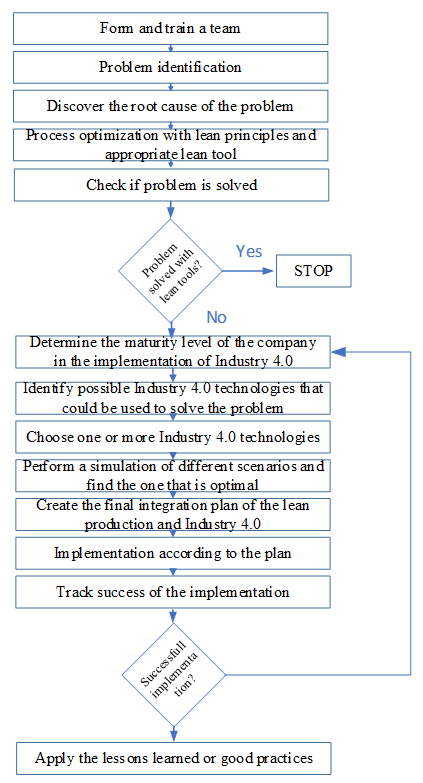 Form and train a team
Problem identification
Discover the root cause of the problem
Process optimization with lean principles and
appropriate lean tool
Check if problem is solved
Problem
solved with
lean tools?
Yes
STOP
No
Determine the maturity level of the company
in the implementation of Industry 4.0
Identify possible Industry 4.0 technologies that
could be used to solve the problem
Choose one or more Industry 4.0 technologies
Perform a simulation of different scenarios and
find the one that is optimal
Create the final integration plan of the lean
production and Industry 4.0
Implementation according to the plan
Track success of the implementation
Successfull
implementa
tion?
Apply the lessons learned or good practices